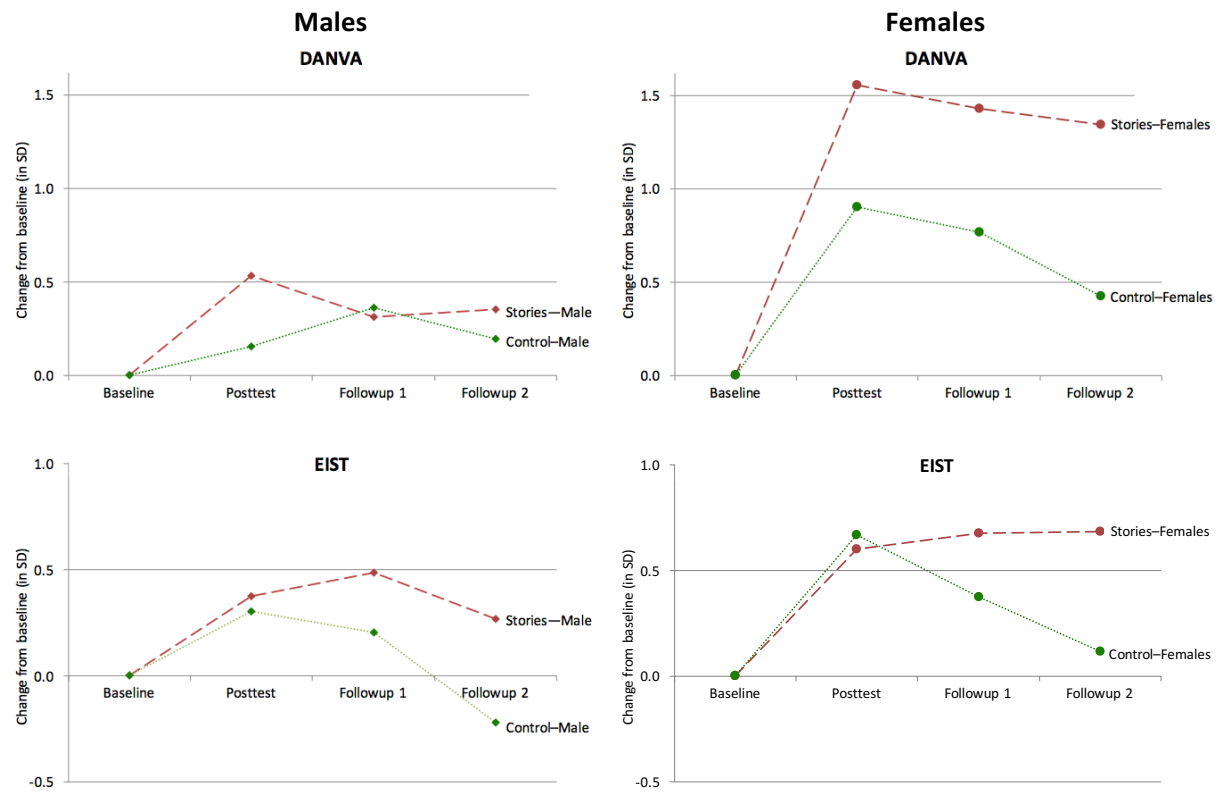 Males
DANVA
Change from baseline (in SD)
1.5
1.0
0.5
0.0
Baseline
Posttest
Followup 1
Followup 2
Stories—Male
Control–Male
Females
DANVA
Change from baseline (in SD)
1.5
1.0
0.5
0.0
Baseline
Posttest
Followup 1
Followup 2
Stories–Females
Control–Females
EIST
Change from baseline (in SD)
1.0
0.5
0.0
-0.5
Baseline
Posttest
Followup 1
Followup 2
Stories—Male
Control–Male
EIST
Change from baseline (in SD)
1.0
0.5
0.0
-0.5
Baseline
Posttest
Followup 1
Followup 2
Stories–Females
Control–Females